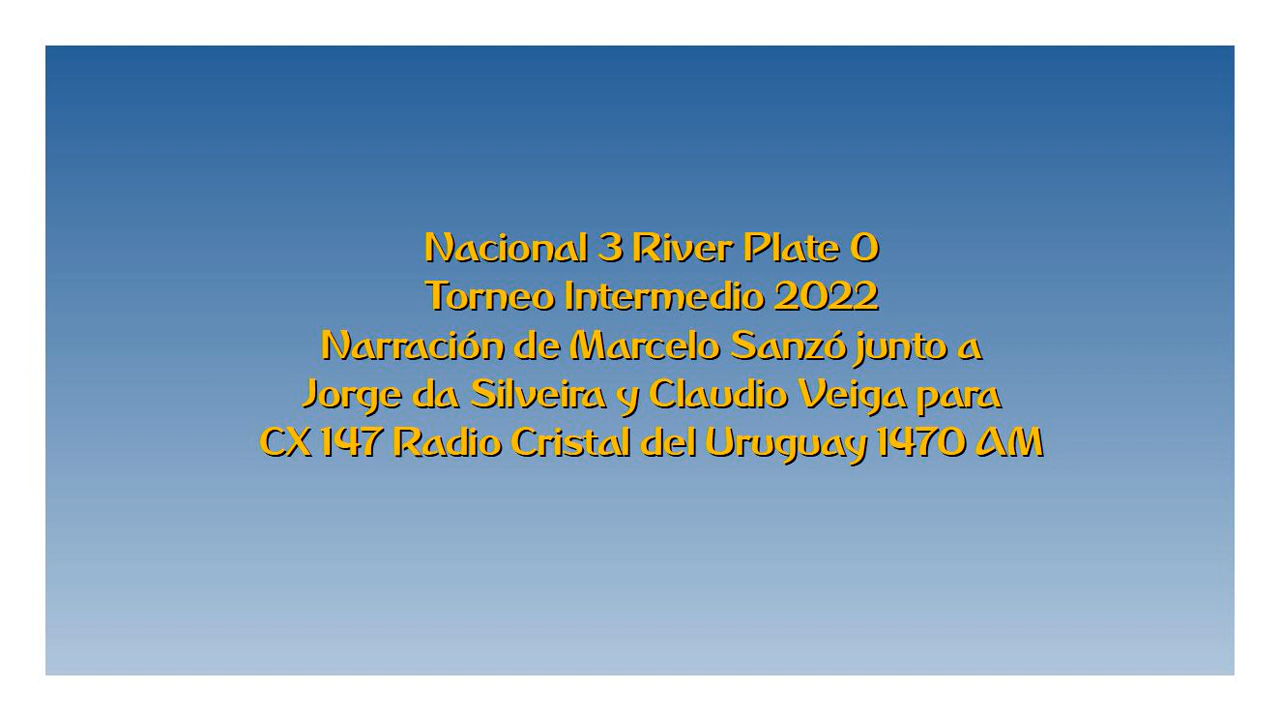 Nacional 3 River Plate 0
Torneo Intermedio 2022
Narración de Marcelo Sanzó junto a
Jorge da Silveira y Claudio Veiga para
CX 147 Radio Cristal del Uruguay 1470 AM